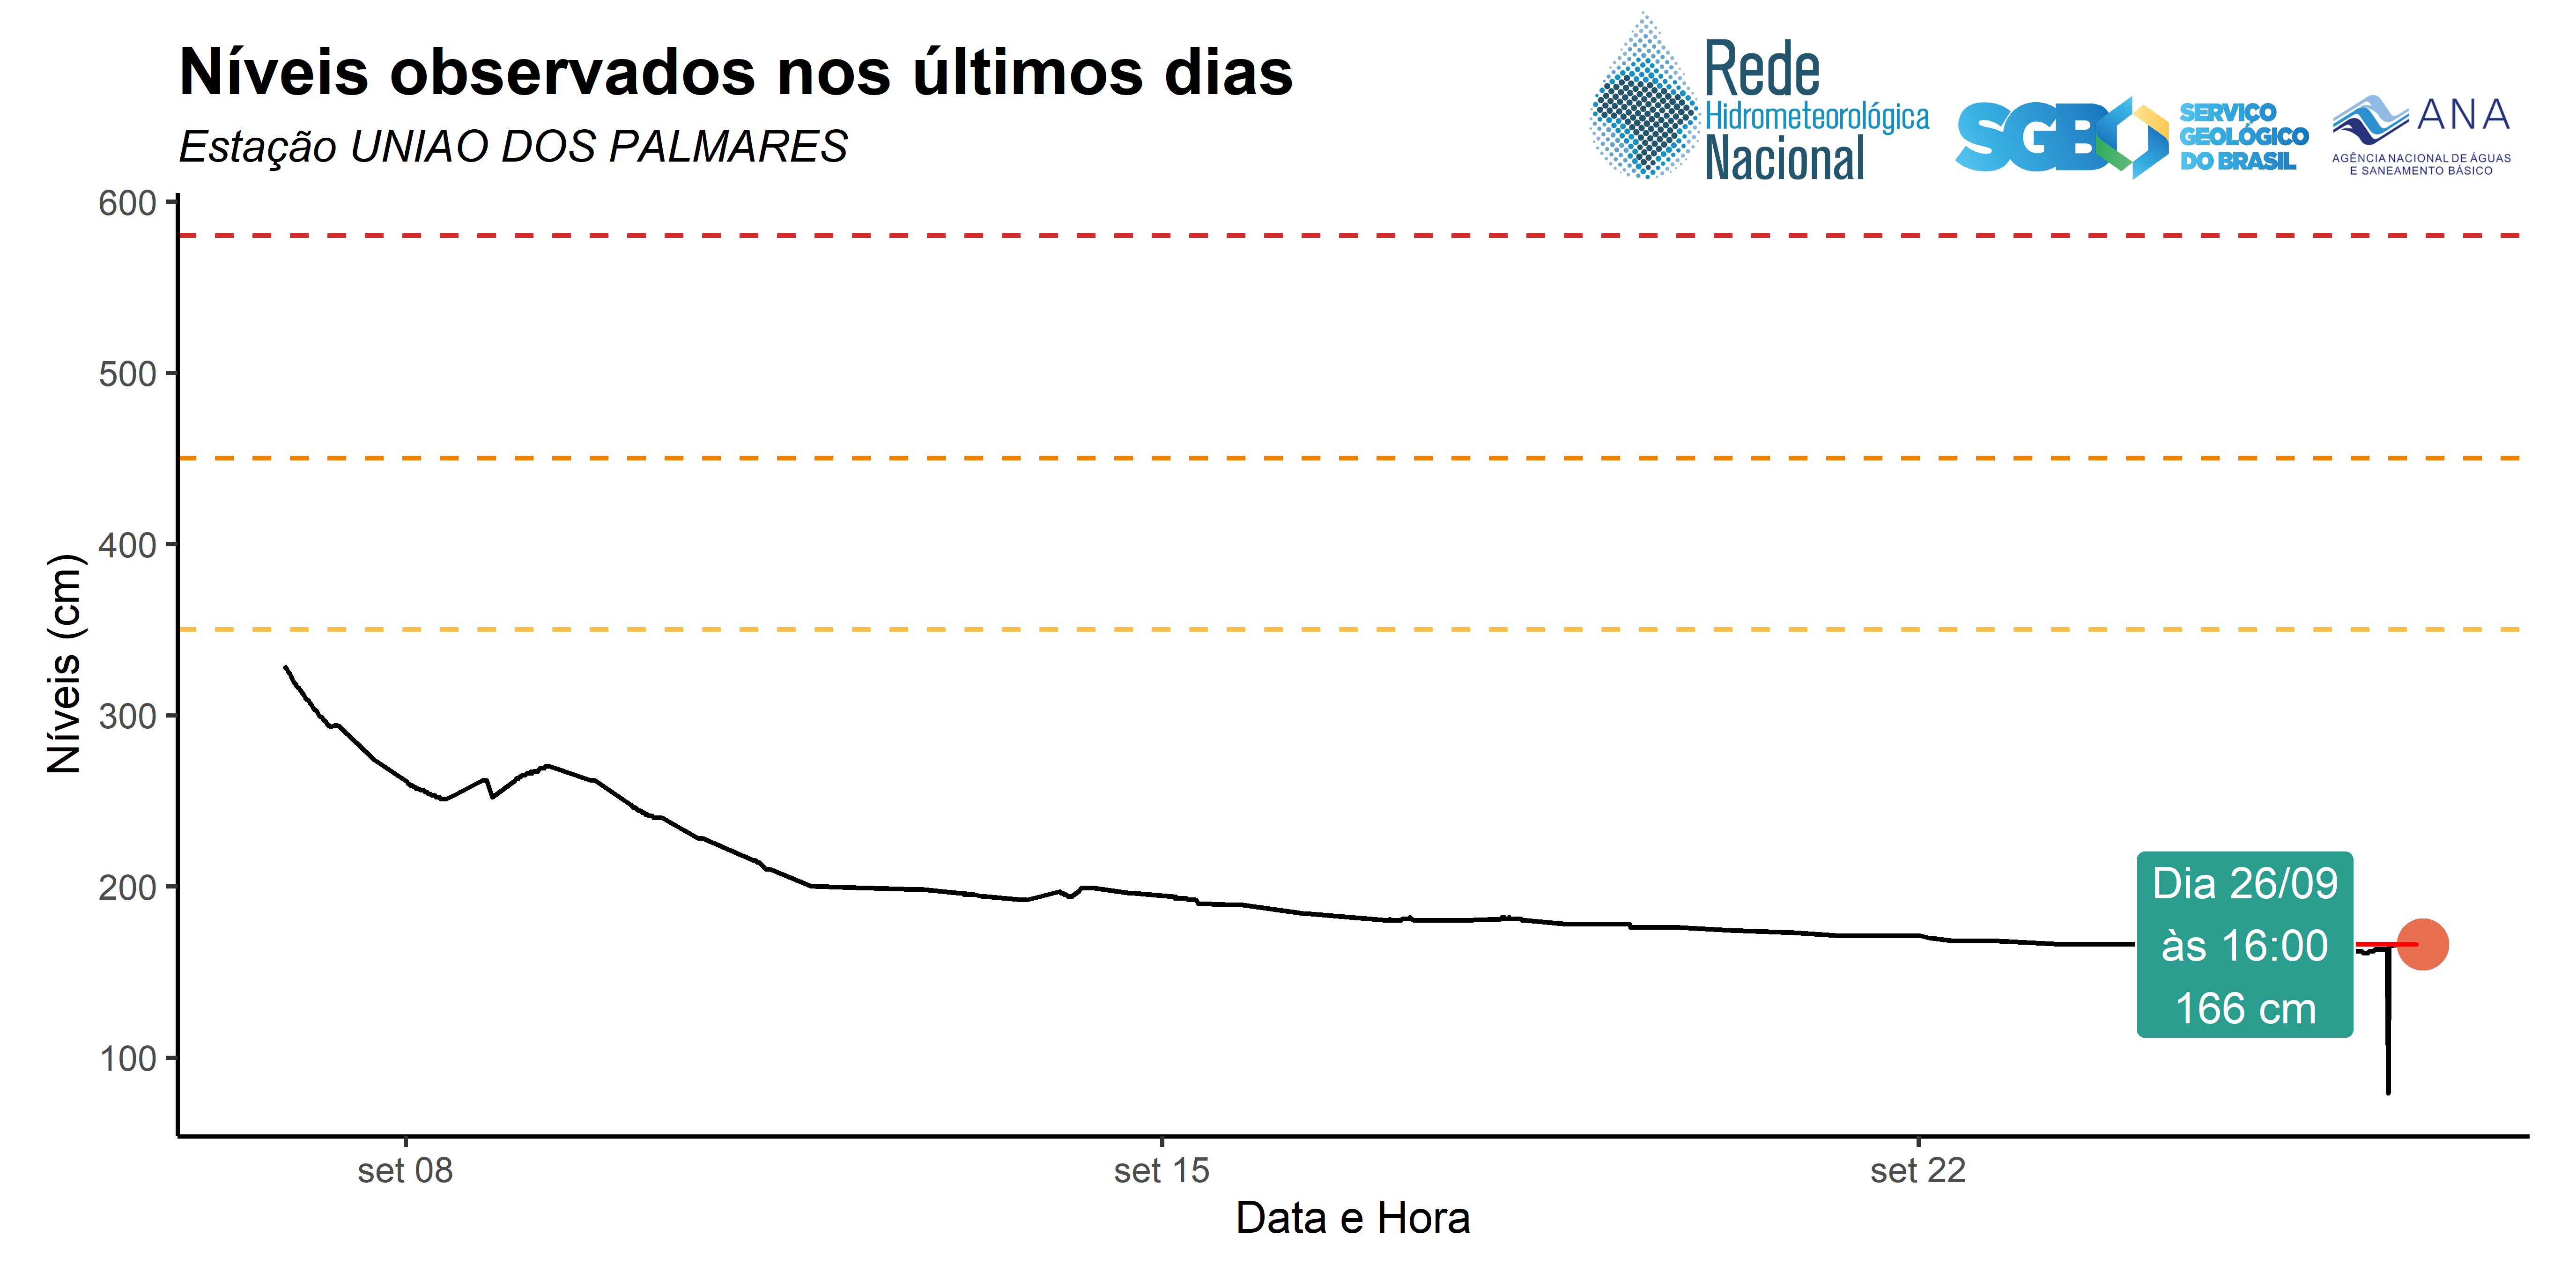 Níveis observados nos últimos dias
Estação UNIAO DOS PALMARES
Rede
Hidrometeorológica
Nacional
SGB
SERVIÇO
GEOLÓGICO
DO BRASIL
ANA
AGÊNCIA NACIONAL DE ÁGUAS
E SANEAMENTO BÁSICO
Níveis (cm)
600
500
400
300
200
100
Dia 26/09
às 16:00
166 cm
set 08
set 15
set 22
Data e Hora